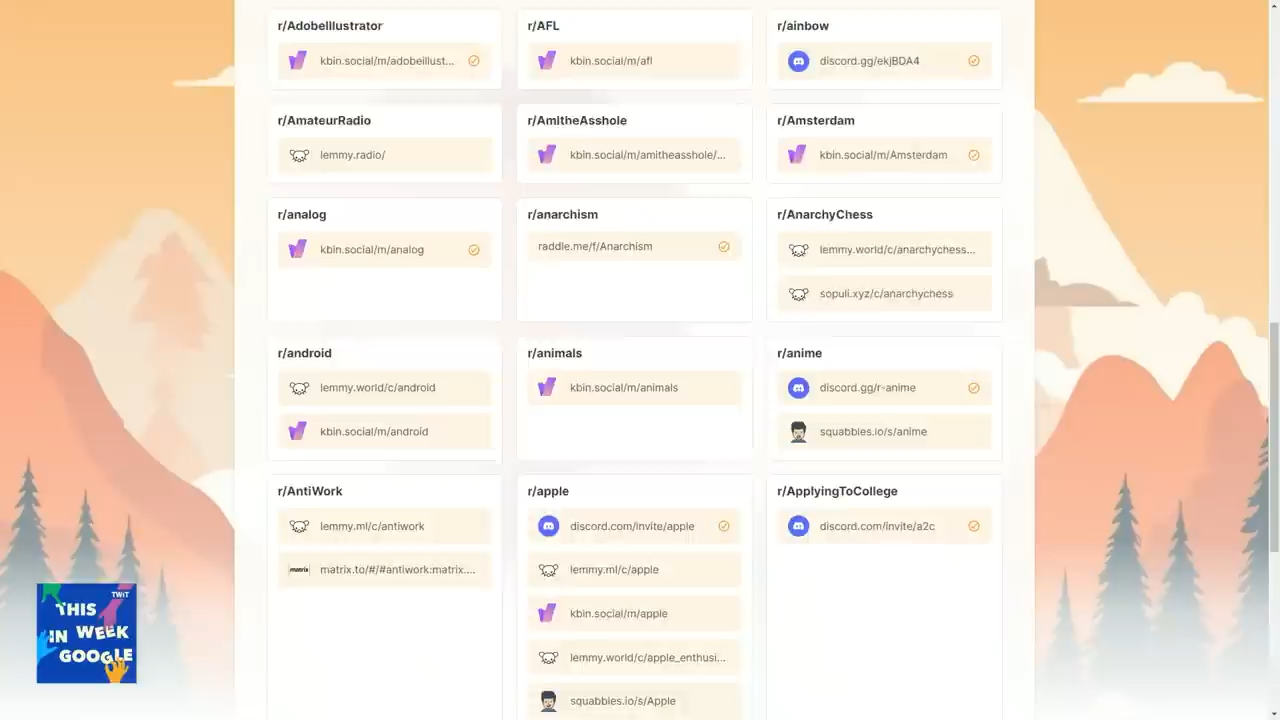 r/AdobeIllustrator
kbin.social/m/adobeillust...
r/AFL
kbin.social/m/afl
r/ainbow
discord.gg/ekjBDA4
r/AmateurRadio
lemmy.radio/
r/AmItheAsshole
kbin.social/m/amitheasshole/...
r/Amsterdam
kbin.social/m/Amsterdam
r/analog
kbin.social/m/analog
r/anarchism
raddle.me/f/Anarchism
r/AnarchyChess
lemmy.world/c/anarchychess...
sopuli.xyz/c/anarchychess
r/android
lemmy.world/c/android
kbin.social/m/android
r/animals
kbin.social/m/animals
r/anime
discord.gg/r-anime
squabbles.io/s/anime
r/AntiWork
lemmy.ml/c/antiwork
matrix
matrix.to/#/#antiwork:matrix....
r/apple
discord.com/invite/apple
lemmy.ml/c/apple
kbin.social/m/apple
lemmy.world/c/apple_enthusi...
squabbles.io/s/Apple
r/ApplyingToCollege
discord.com/invite/a2c
TWiT
THIS
IN WEEK
GOOGLE